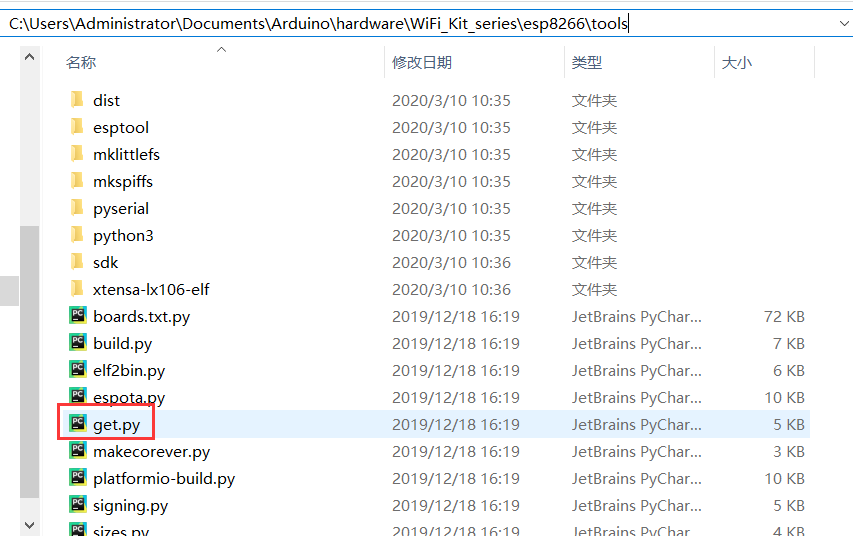 C:\Users\Administrator\Documents\Arduino\hardware\WiFi_Kit_series\esp8266\tools
名称 修改日期 类型 大小
dist 2020/3/10 10:35 文件夹
esptool 2020/3/10 10:35 文件夹
mklittlefs 2020/3/10 10:35 文件夹
mkspiffs 2020/3/10 10:35 文件夹
pyserial 2020/3/10 10:35 文件夹
python3 2020/3/10 10:35 文件夹
sdk 2020/3/10 10:36 文件夹
xtensa-lx106-elf 2020/3/10 10:36 文件夹
boards.txt.py 2019/12/18 16:19 JetBrains PyChar... 72 KB
build.py 2019/12/18 16:19 JetBrains PyChar... 7 KB
elf2bin.py 2019/12/18 16:19 JetBrains PyChar... 6 KB
espota.py 2019/12/18 16:19 JetBrains PyChar... 10 KB
get.py 2019/12/18 16:19 JetBrains PyChar... 5 KB
makecorever.py 2019/12/18 16:19 JetBrains PyChar... 3 KB
platformio-build.py 2019/12/18 16:19 JetBrains PyChar... 10 KB
signing.py 2019/12/18 16:19 JetBrains PyChar... 5 KB
sizes.py 2019/12/18 16:19 JetBrains PyChar... 4 KB